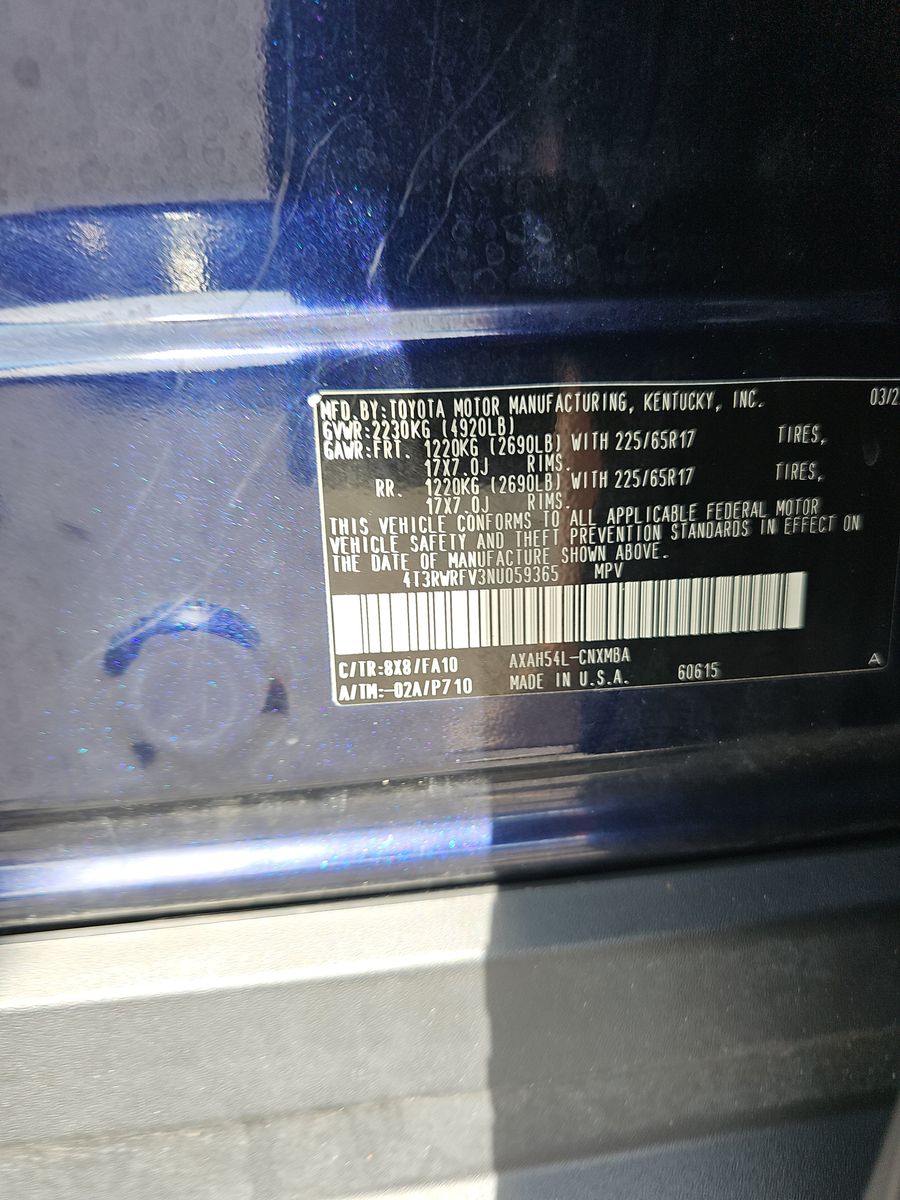 MFD.BY:TOYOTA MOTOR MANUFACTURING, KENTUCKY, INC. 03/2
GVWR:2230KG (4920LB)
GAWR:FRT. 1220KG (2690LB) WITH 225/65R17 TIRES,
17X7.0J RIMS.
RR. 1220KG (2690LB) WITH 225/65R17 TIRES,
17X7.0J RIMS.
THIS VEHICLE CONFORMS TO ALL APPLICABLE FEDERAL MOTOR
VEHICLE SAFETY AND THEFT PREVENTION STANDARDS IN EFFECT ON
THE DATE OF MANUFACTURE SHOWN ABOVE.
4T3RWRFV3NU059365 MPV
C/TR:8X8/FA10 AXAH54L-CNXMBA
A/TM:-02A/P710 MADE IN U.S.A. 60615 A